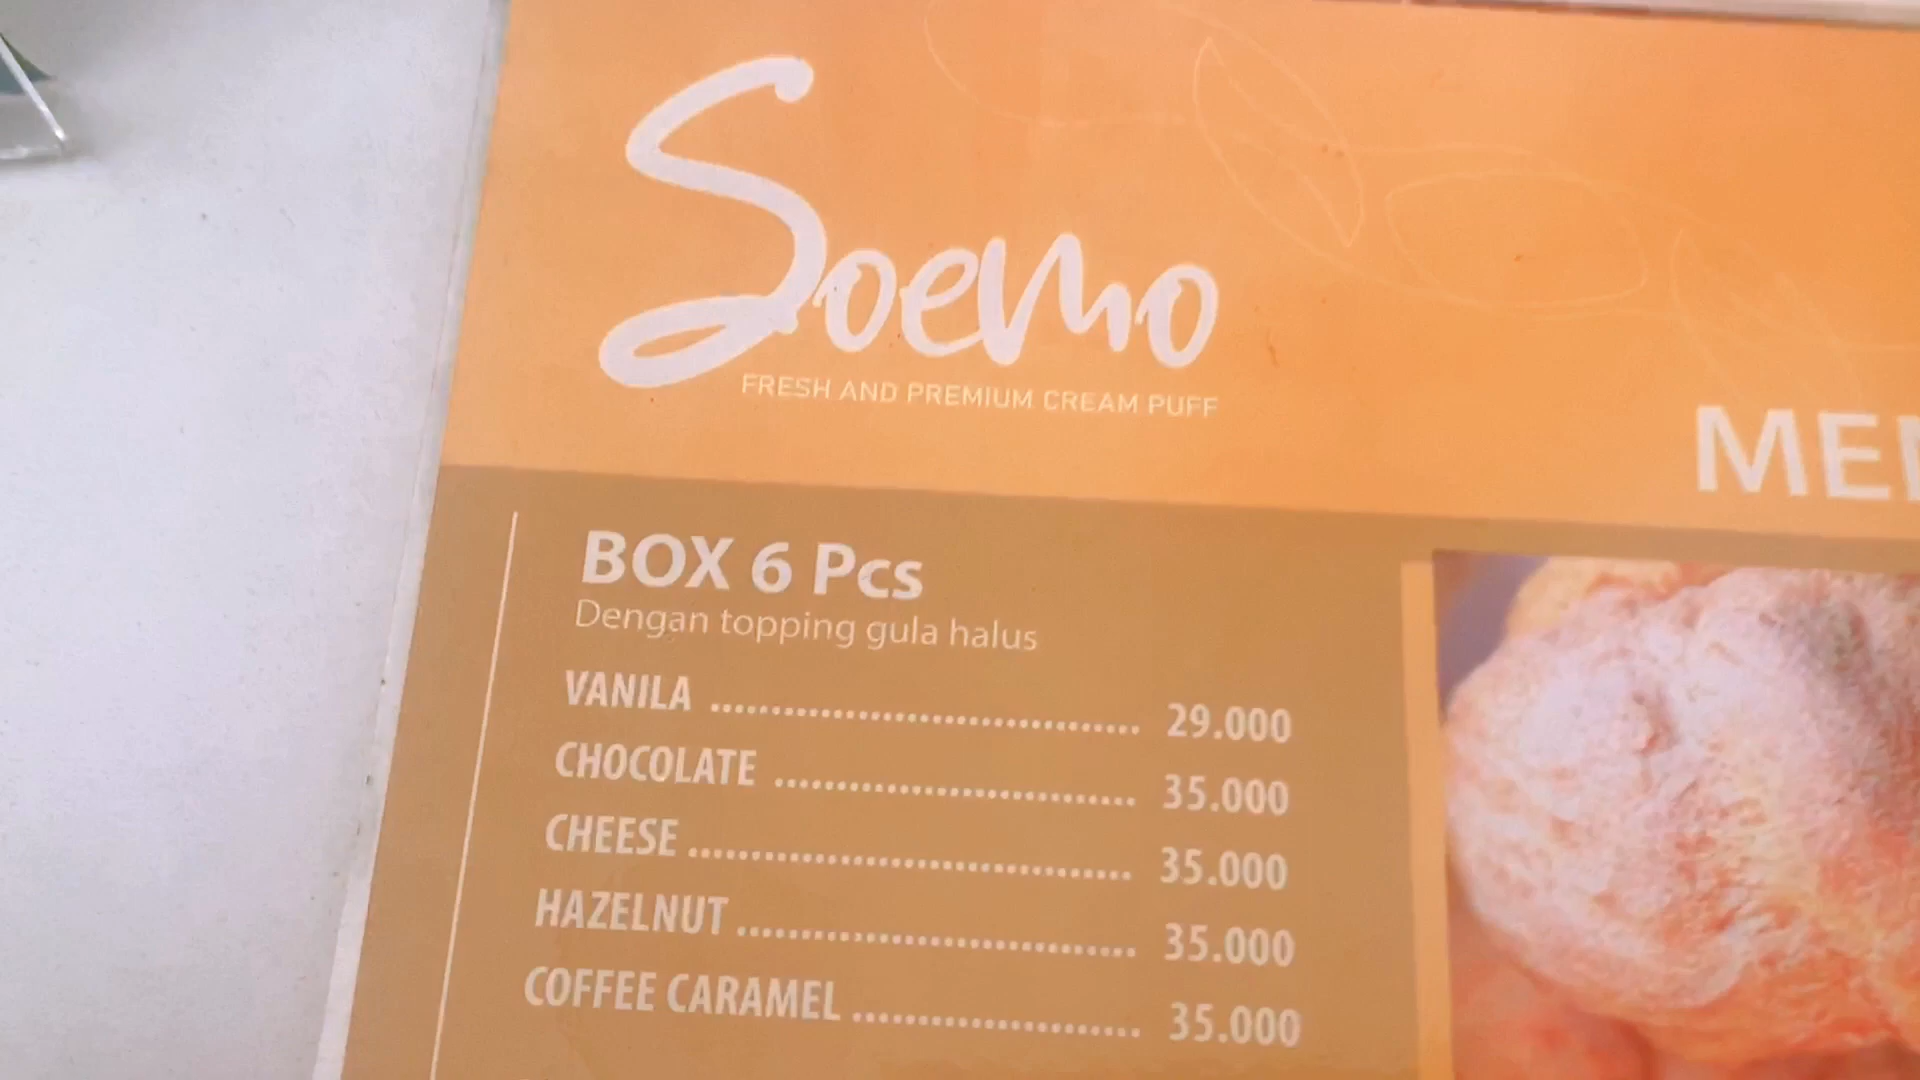 Soemo
FRESH AND PREMIUM CREAM PUFF
BOX 6 Pcs
Dengan topping gula halus
VANILA ........................................ 29.000
CHOCOLATE .................................. 35.000
CHEESE ......................................... 35.000
HAZELNUT ..................................... 35.000
COFFEE CARAMEL ........................... 35.000